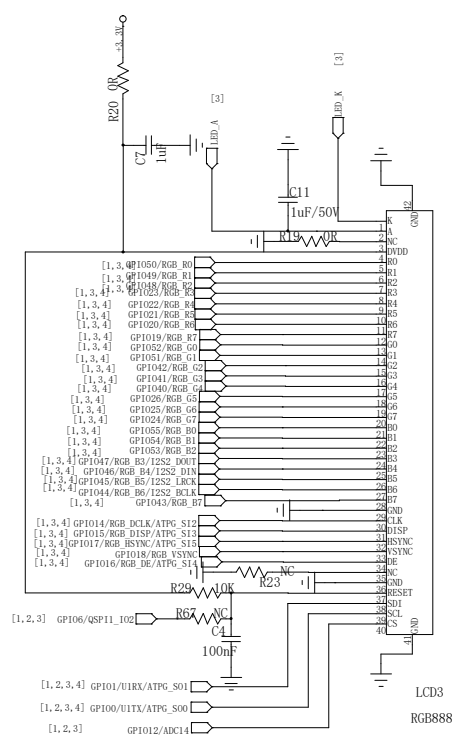 +3.3V
R20 0R
[3]
LED_A
[3]
LED_K
C7
1uF
C11
1uF/50V
R19 0R
42
GND
1 K
2 A
3 NC
4 DVDD
5 R0
6 R1
7 R2
8 R3
9 R4
10 R5
11 R6
12 R7
13 G0
14 G1
15 G2
16 G3
17 G4
18 G5
19 G6
20 G7
21 B0
22 B1
23 B2
24 B3
25 B4
26 B5
27 B6
28 B7
29 GND
30 CLK
31 DISP
32 HSYNC
33 VSYNC
34 DE
35 NC
36 GND
37 RESET
38 SDI
39 SCL
40 CS
41
GND
[1,3,4] GPIO50/RGB_R0
[1,3,4] GPIO49/RGB_R1
[1,3,4] GPIO48/RGB_R2
[1,3,4] GPIO23/RGB_R3
[1,3,4] GPIO22/RGB_R4
[1,3,4] GPIO21/RGB_R5
[1,3,4] GPIO20/RGB_R6
[1,3,4] GPIO19/RGB_R7
[1,3,4] GPIO52/RGB_G0
[1,3,4] GPIO51/RGB_G1
[1,3,4] GPIO42/RGB_G2
[1,3,4] GPIO41/RGB_G3
[1,3,4] GPIO40/RGB_G4
[1,3,4] GPIO26/RGB_G5
[1,3,4] GPIO25/RGB_G6
[1,3,4] GPIO24/RGB_G7
[1,3,4] GPIO55/RGB_B0
[1,3,4] GPIO54/RGB_B1
[1,3,4] GPIO53/RGB_B2
[1,3,4] GPIO47/RGB_B3/I2S2_DOUT
[1,3,4] GPIO46/RGB_B4/I2S2_DIN
[1,3,4] GPIO45/RGB_B5/I2S2_LRCK
[1,3,4] GPIO44/RGB_B6/I2S2_BCLK
[1,3,4] GPIO43/RGB_B7
[1,3,4] GPIO14/RGB_DCLK/ATPG_SI2
[1,3,4] GPIO15/RGB_DISP/ATPG_SI3
[1,3,4] GPIO17/RGB_HSYNC/ATPG_SI5
[1,3,4] GPIO18/RGB_VSYNC
[1,3,4] GPIO16/RGB_DE/ATPG_SI4
R23 NC
R29 10K
R67 NC
[1,2,3] GPIO6/QSPI1_IO2
C4
100nF
[1,2,3,4] GPIO1/U1RX/ATPG_SO1
[1,2,3,4] GPIO0/U1TX/ATPG_SO0
[1,2,3] GPIO12/ADC14
LCD3
RGB888